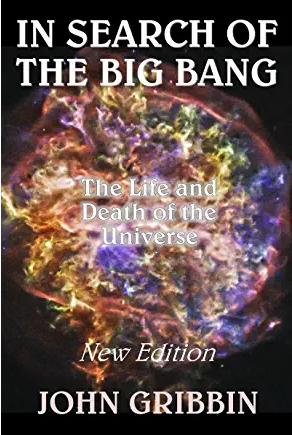 IN SEARCH OF
THE BIG BANG
The Life and
Death of the
Universe
New Edition
JOHN GRIBBIN